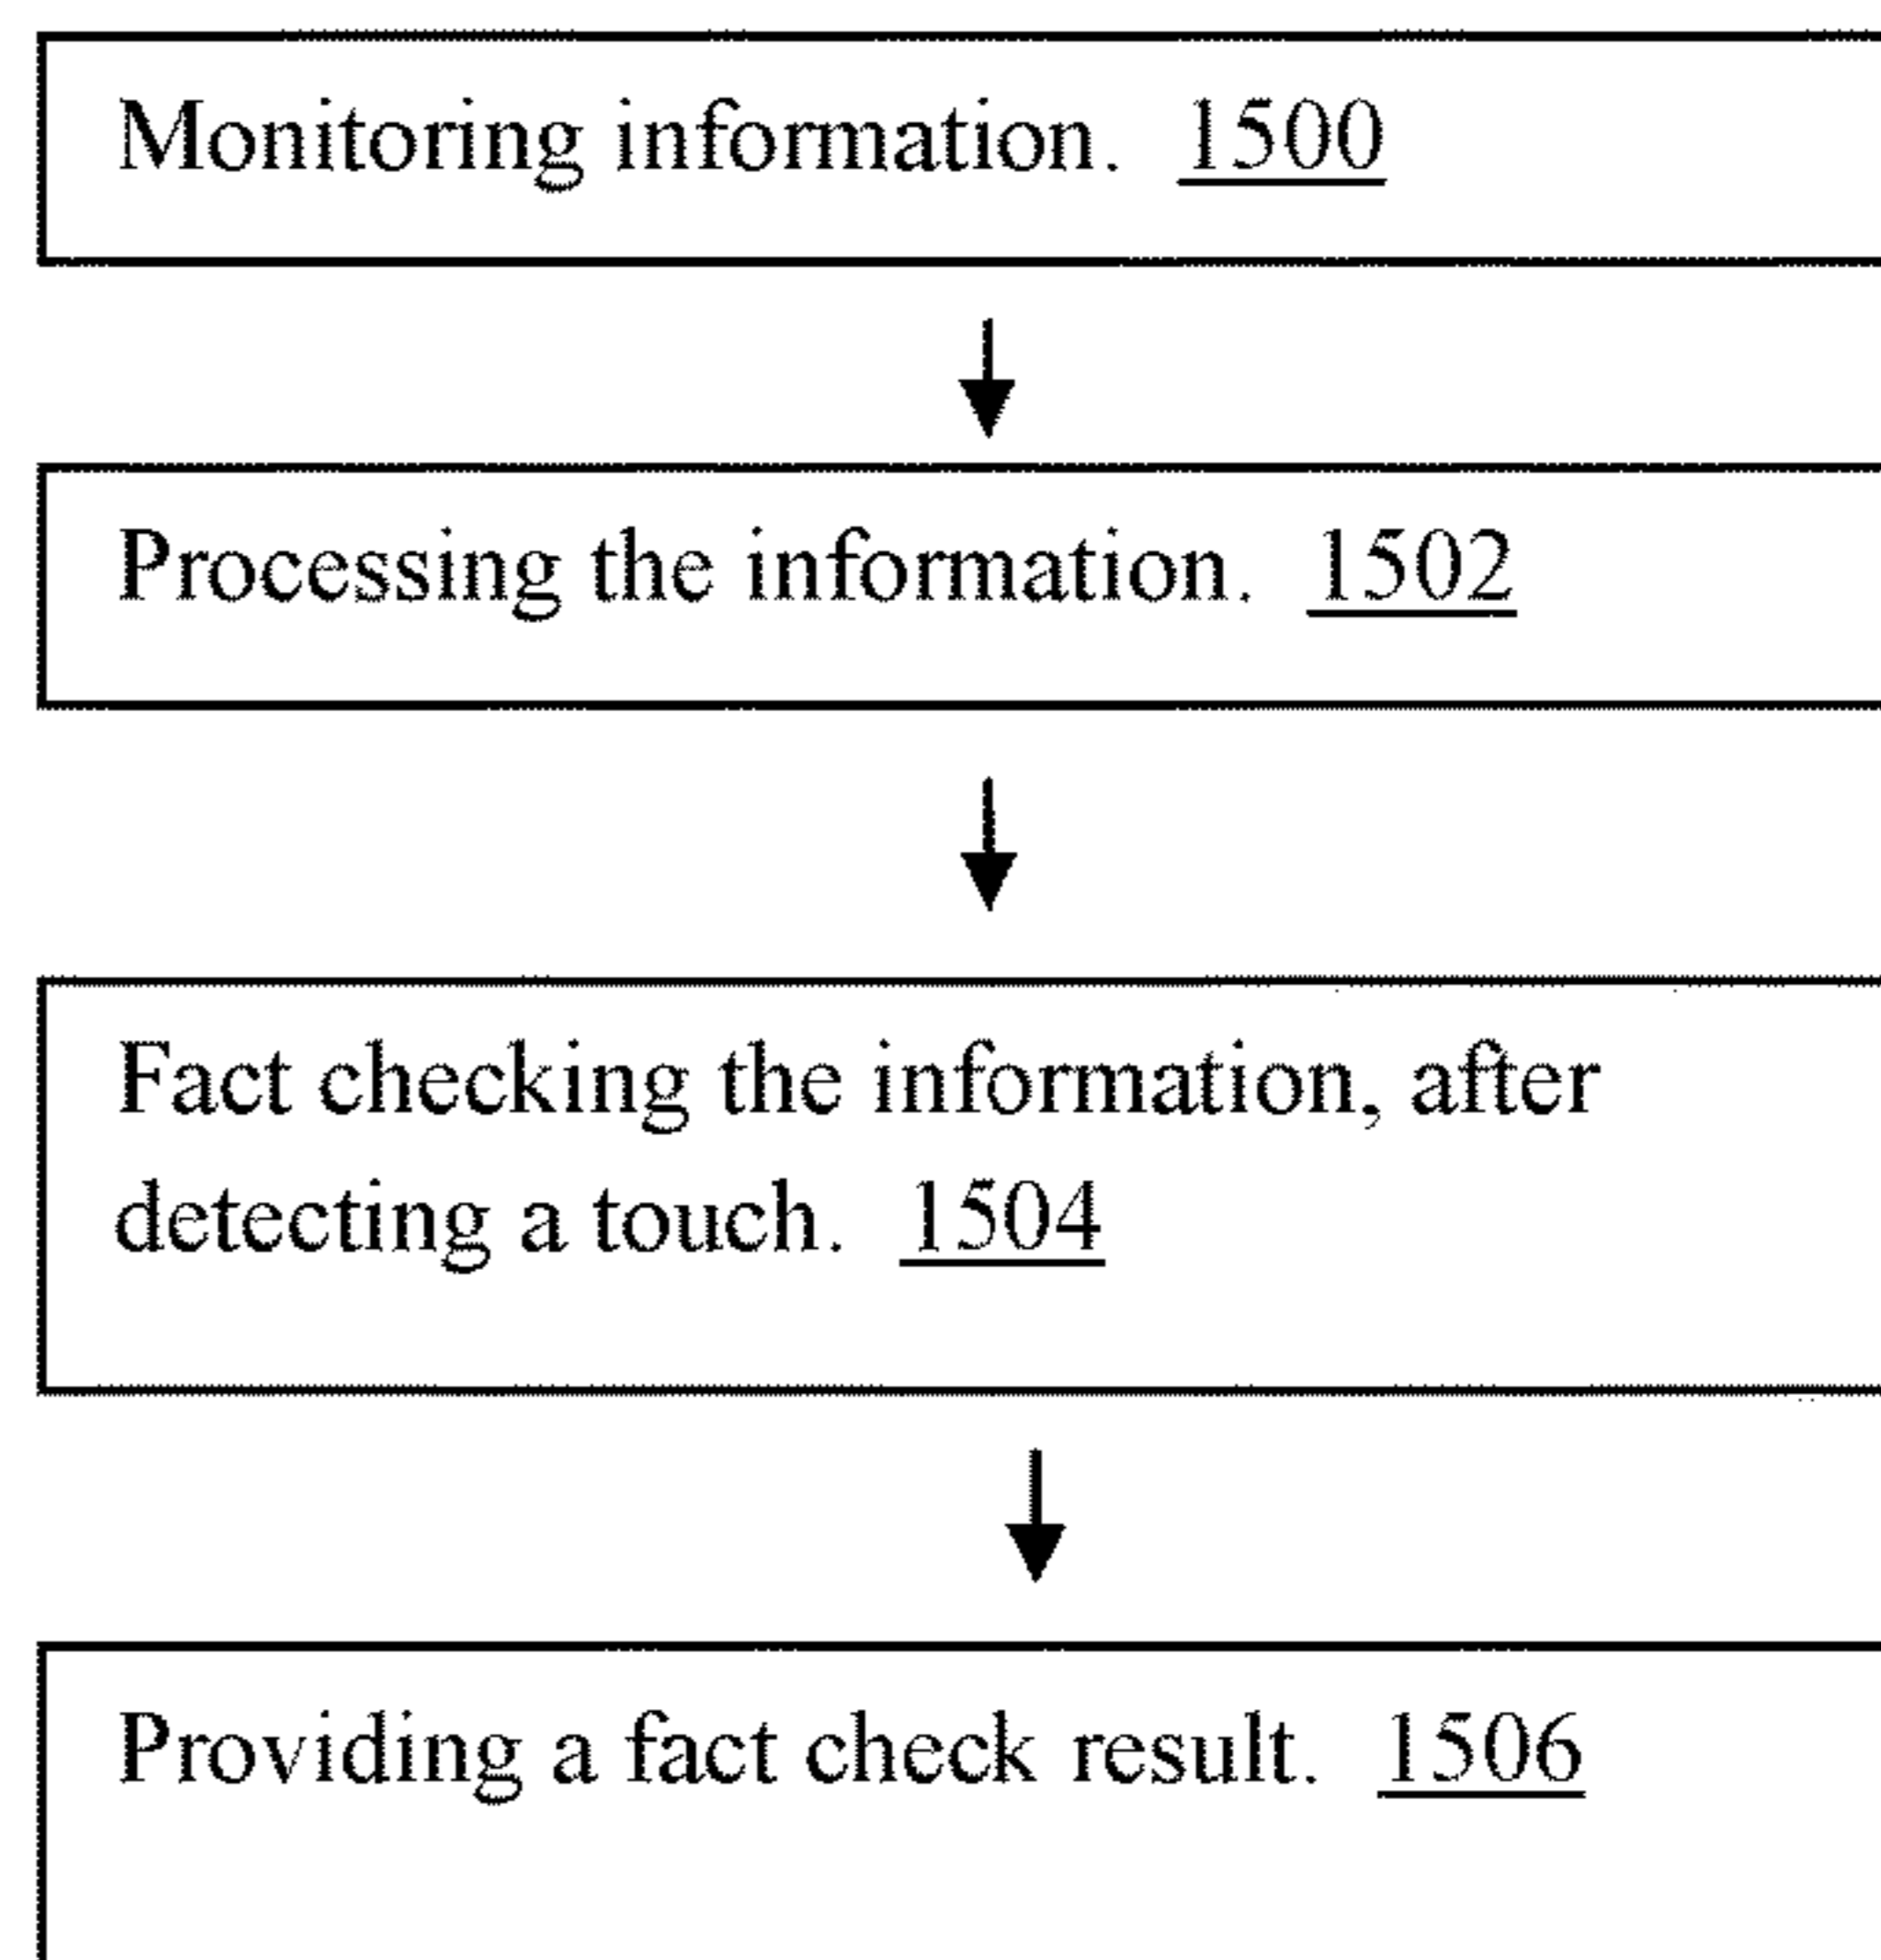 Monitoring information. 1500
Processing the information. 1502
Fact checking the information, after
detecting a touch. 1504
Providing a fact check result. 1506